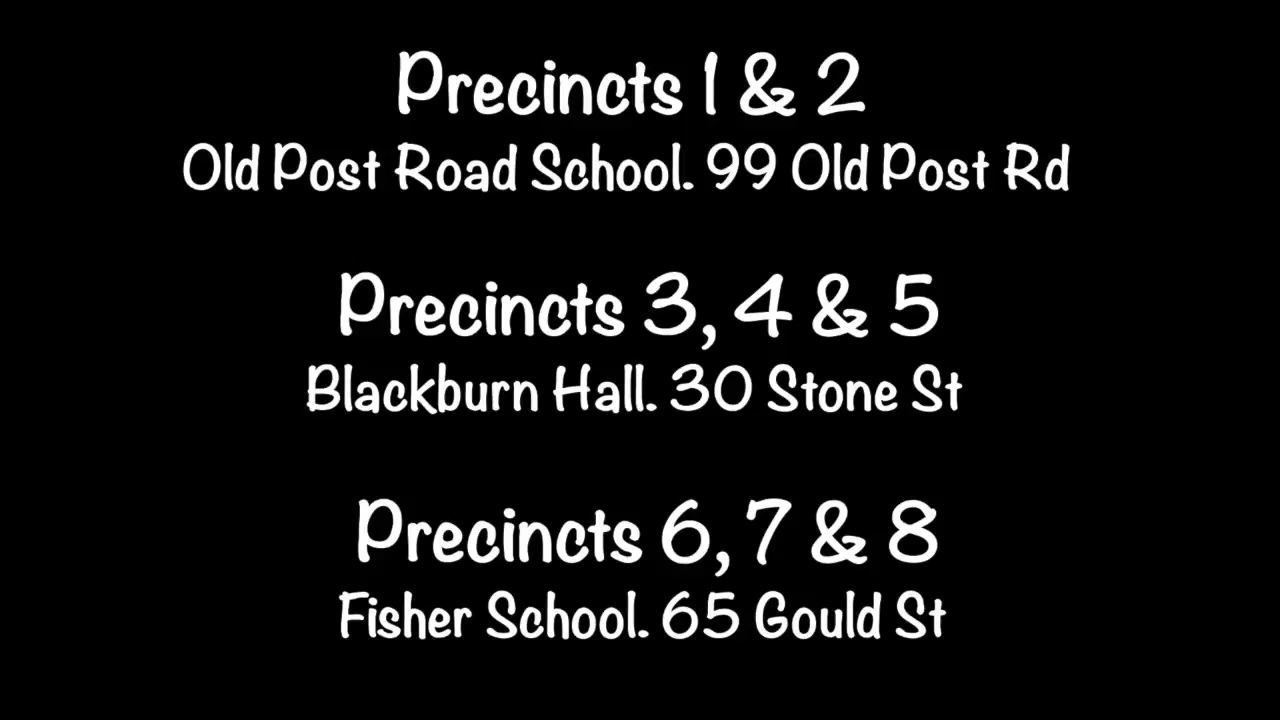 Precincts 1 & 2
Old Post Road School. 99 Old Post Rd
Precincts 3, 4 & 5
Blackburn Hall. 30 Stone St
Precincts 6, 7 & 8
Fisher School. 65 Gould St